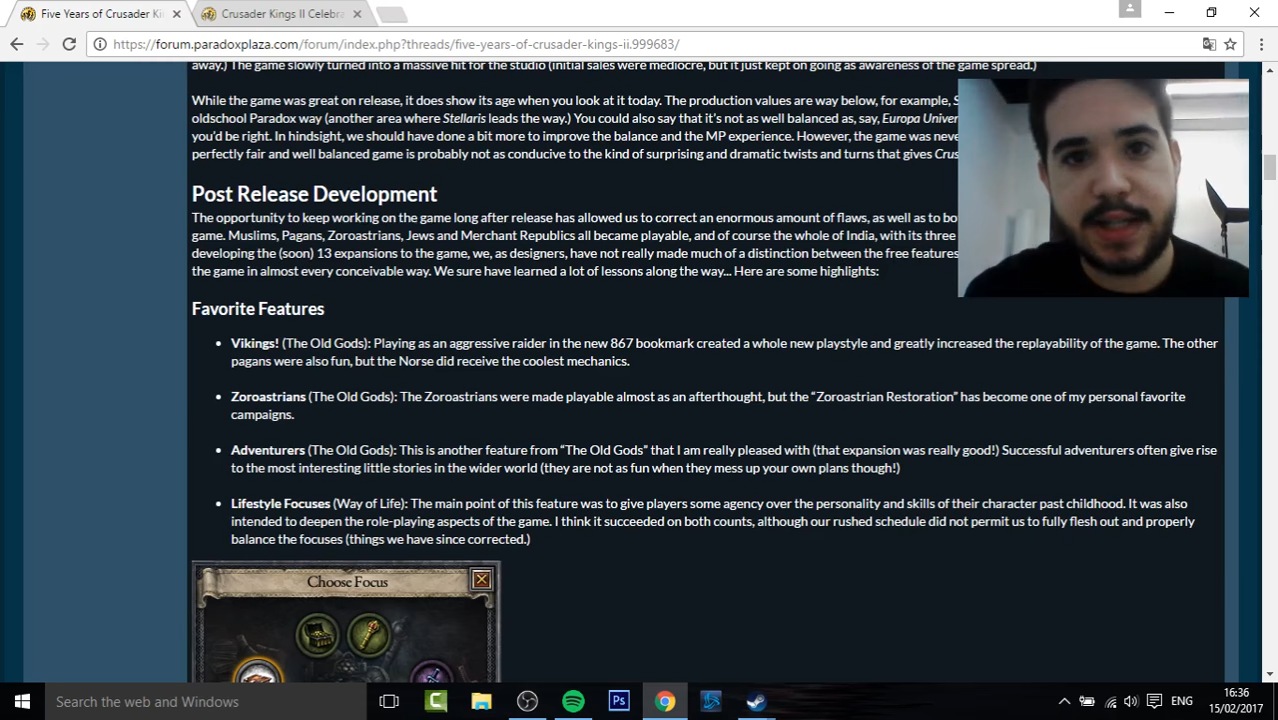 Five Years of Crusader Ki
Crusader Kings II Celebra
https://forum.paradoxplaza.com/forum/index.php?threads/five-years-of-crusader-kings-ii.999683/
away.) The game slowly turned into a massive hit for the studio (initial sales were mediocre, but it just kept on going as awareness of the game spread.)
While the game was great on release, it does show its age when you look at it today. The production values are way below, for example,
oldschool Paradox way (another area where Stellaris leads the way.) You could also say that it's not as well balanced as, say, Europa Univer
you'd be right. In hindsight, we should have done a bit more to improve the balance and the MP experience. However, the game was neve
perfectly fair and well balanced game is probably not as conducive to the kind of surprising and dramatic twists and turns that gives Crus
Post Release Development
The opportunity to keep working on the game long after release has allowed us to correct an enormous amount of flaws, as well as to bo
game. Muslims, Pagans, Zoroastrians, Jews and Merchant Republics all became playable, and of course the whole of India, with its three
developing the (soon) 13 expansions to the game, we, as designers, have not really made much of a distinction between the free features
the game in almost every conceivable way. We sure have learned a lot of lessons along the way... Here are some highlights:
Favorite Features
• Vikings! (The Old Gods): Playing as an aggressive raider in the new 867 bookmark created a whole new playstyle and greatly increased the replayability of the game. The other
pagans were also fun, but the Norse did receive the coolest mechanics.
• Zoroastrians (The Old Gods): The Zoroastrians were made playable almost as an afterthought, but the “Zoroastrian Restoration” has become one of my personal favorite
campaigns.
• Adventurers (The Old Gods): This is another feature from “The Old Gods” that I am really pleased with (that expansion was really good!) Successful adventurers often give rise
to the most interesting little stories in the wider world (they are not as fun when they mess up your own plans though!)
• Lifestyle Focuses (Way of Life): The main point of this feature was to give players some agency over the personality and skills of their character past childhood. It was also
intended to deepen the role-playing aspects of the game. I think it succeeded on both counts, although our rushed schedule did not permit us to fully flesh out and properly
balance the focuses (things we have since corrected.)
Choose Focus
Search the web and Windows
Ps
ENG
16:36
15/02/2017